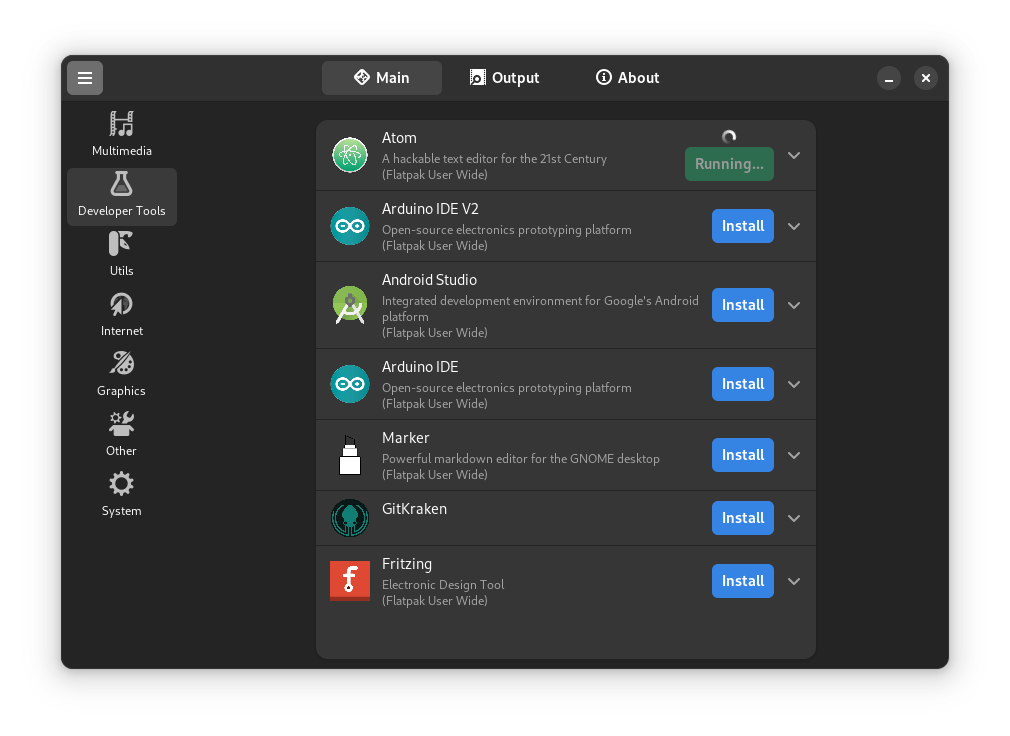 Main
Output
About
Multimedia
Developer Tools
Utils
Internet
Graphics
Other
System
Atom
A hackable text editor for the 21st Century
(Flatpak User Wide)
Running...
Arduino IDE V2
Open-source electronics prototyping platform
(Flatpak User Wide)
Install
Android Studio
Integrated development environment for Google's Android
platform
(Flatpak User Wide)
Install
Arduino IDE
Open-source electronics prototyping platform
(Flatpak User Wide)
Install
Marker
Powerful markdown editor for the GNOME desktop
(Flatpak User Wide)
Install
GitKraken
Install
Fritzing
Electronic Design Tool
(Flatpak User Wide)
Install